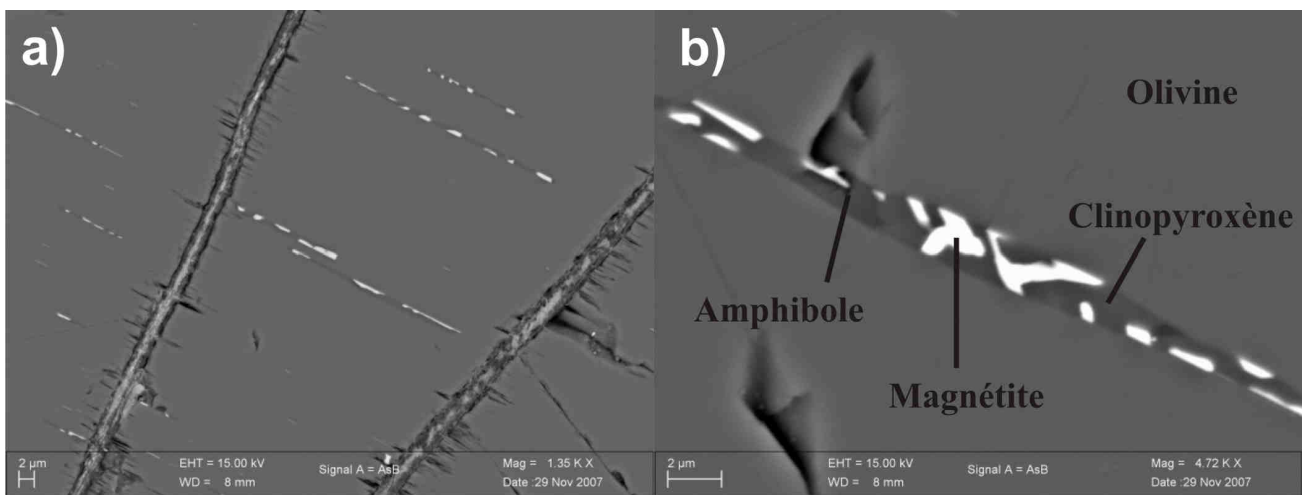 a)
2 µm
EHT = 15.00 kV
WD = 8 mm
Signal A = AsB
Mag = 1.35 K X
Date :29 Nov 2007
b)
Olivine
Clinopyroxène
Amphibole
Magnétite
2 µm
EHT = 15.00 kV
WD = 8 mm
Signal A = AsB
Mag = 4.72 K X
Date :29 Nov 2007